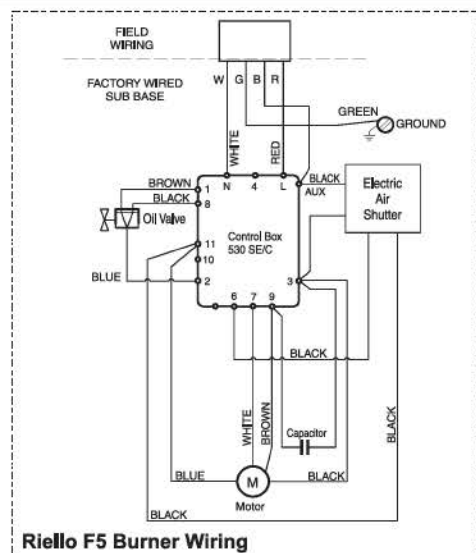 FIELD
WIRING
FACTORY WIRED
SUB BASE
W G B R
GREEN
GROUND
WHITE
RED
BROWN
BLACK
Oil Valve
BLUE
1
8
11
10
2
N 4 L
AUX
BLACK
Control Box
530 SE/C
3
6 7 9
Electric
Air
Shutter
BLACK
BLACK
WHITE
BROWN
Capacitor
BLUE
M
BLACK
Motor
BLACK
Riello F5 Burner Wiring